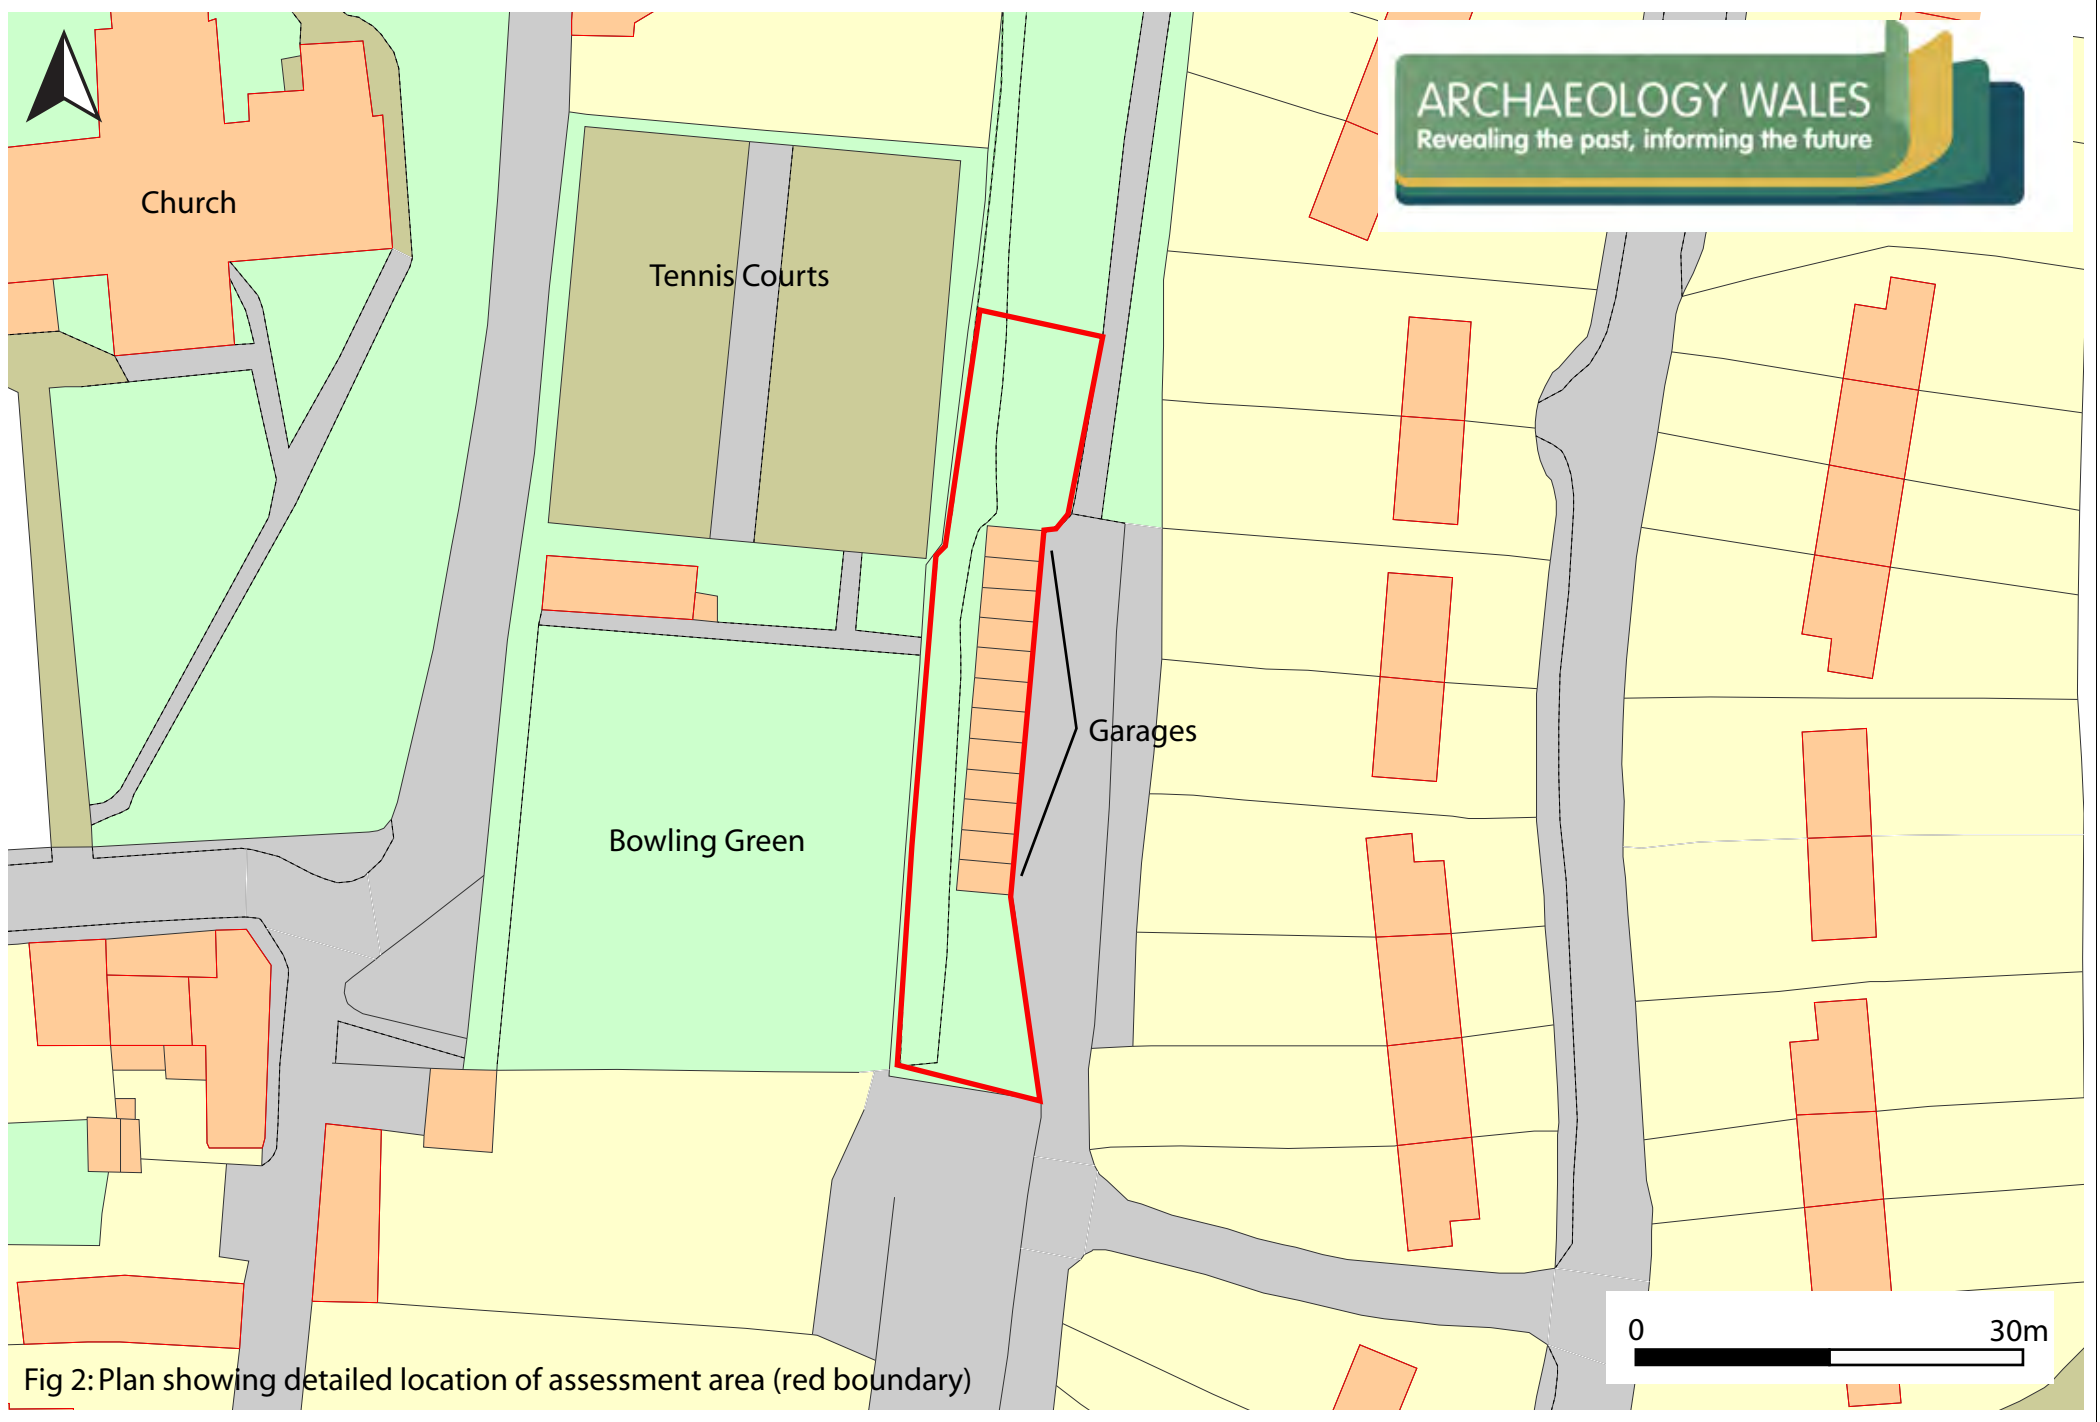 ARCHAEOLOGY WALES
Revealing the past, informing the future
Church
Tennis Courts
Garages
Bowling Green
0 30m
Fig 2: Plan showing detailed location of assessment area (red boundary)